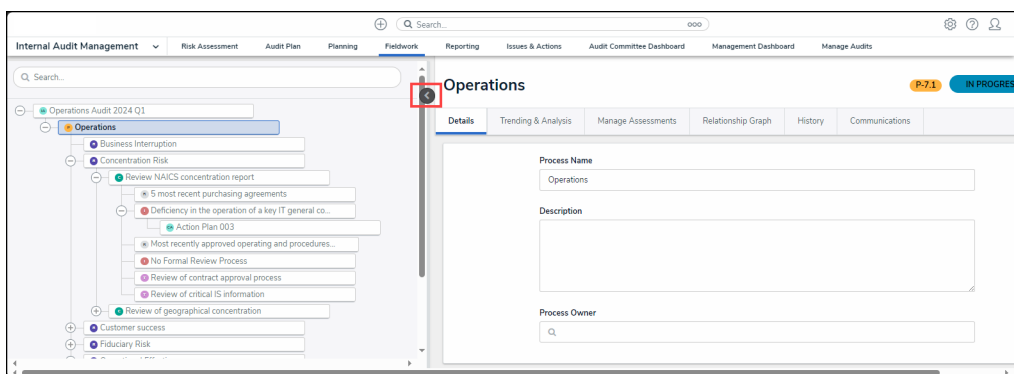 Search...
Internal Audit Management
Risk Assessment
Audit Plan
Planning
Fieldwork
Reporting
Issues & Actions
Audit Committee Dashboard
Management Dashboard
Manage Audits
Search...
Operations Audit 2024 Q1
Operations
Business Interruption
Concentration Risk
Review NAICS concentration report
5 most recent purchasing agreements
Deficiency in the operation of a key IT general co...
Action Plan 003
Most recently approved operating and procedures...
No Formal Review Process
Review of contract approval process
Review of critical IS information
Review of geographical concentration
Customer success
Fiduciary Risk
Operations
P-7.1
IN PROGRES
Details
Trending & Analysis
Manage Assessments
Relationship Graph
History
Communications
Process Name
Operations
Description
Process Owner